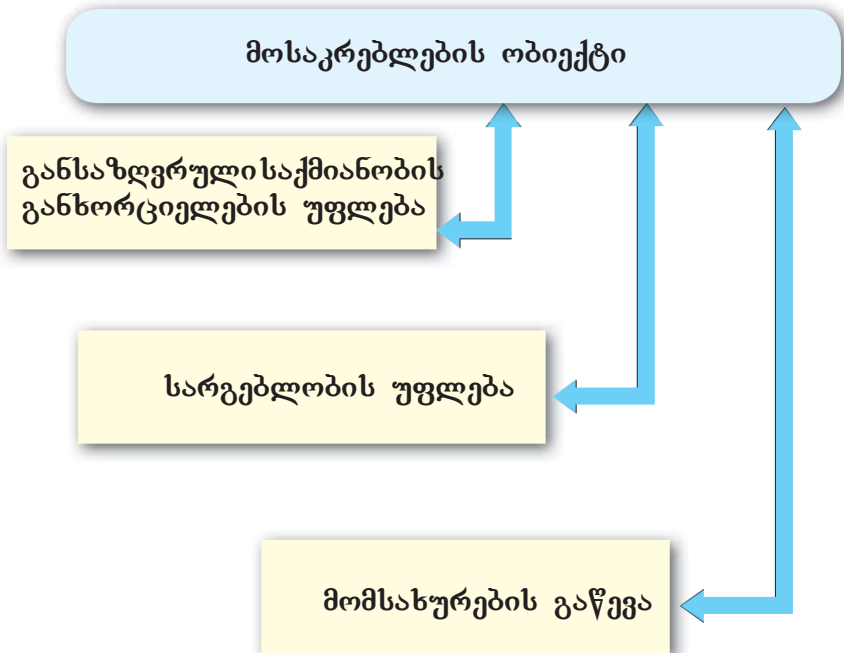 მოსაკრებლების ობიექტი
განსაზღვრული საქმიანობის
განხორციელების უფლება
სარგებლობის უფლება
მომსახურების გაწევა